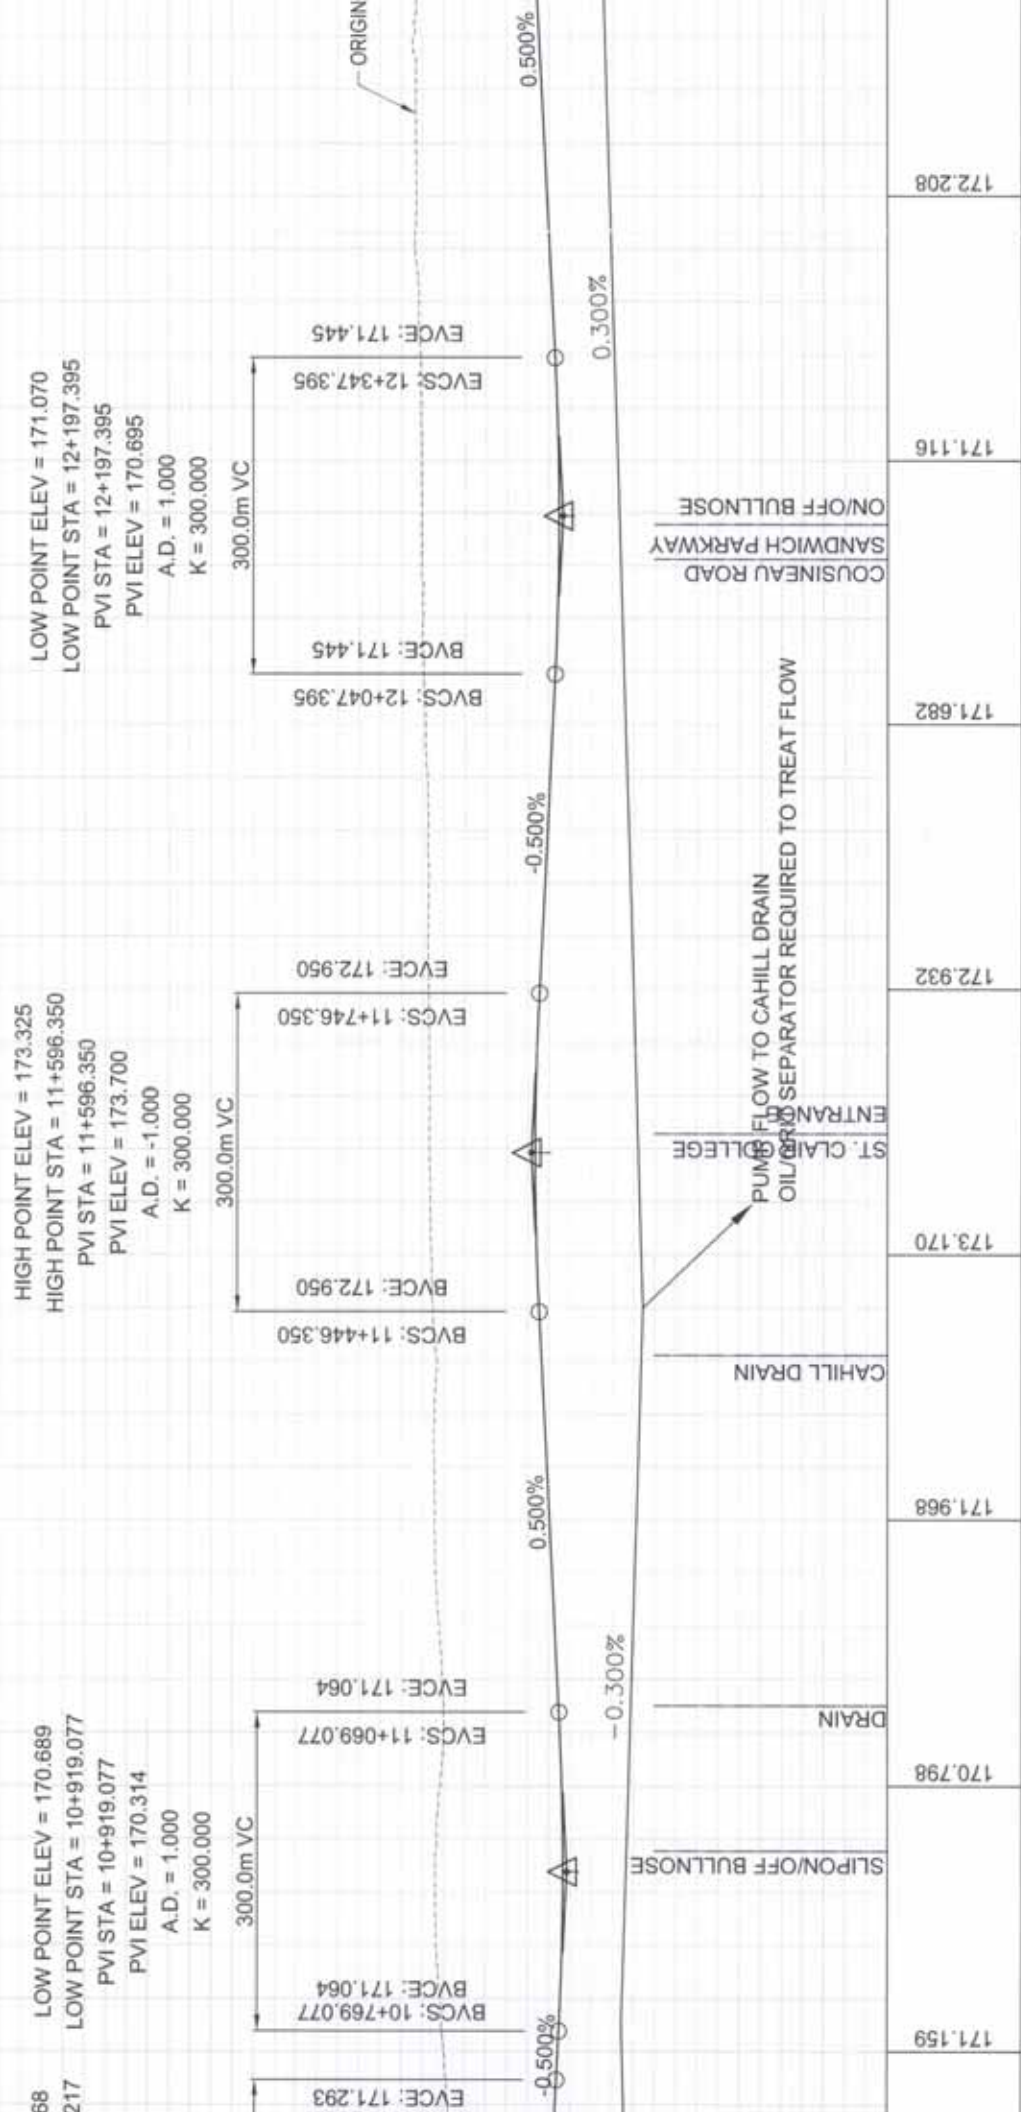 68
217
LOW POINT ELEV = 170.689
LOW POINT STA = 10+919.077
PVI STA = 10+919.077
PVI ELEV = 170.314
A.D. = 1.000
K = 300.000
300.0m VC
HIGH POINT ELEV = 173.325
HIGH POINT STA = 11+596.350
PVI STA = 11+596.350
PVI ELEV = 173.700
A.D. = -1.000
K = 300.000
300.0m VC
LOW POINT ELEV = 171.070
LOW POINT STA = 12+197.395
PVI STA = 12+197.395
PVI ELEV = 170.695
A.D. = 1.000
K = 300.000
300.0m VC
EVCE: 171.293
BVCS: 10+769.077
BVCE: 171.064
EVCS: 11+069.077
EVCE: 171.064
BVCS: 11+446.350
BVCE: 172.950
EVCS: 11+746.350
EVCE: 172.950
BVCS: 12+047.395
BVCE: 171.445
EVCS: 12+347.395
EVCE: 171.445
ORIGIN
-0.500%
0.500%
-0.500%
0.500%
-0.300%
0.300%
SLIPON/OFF BULLNOSE
DRAIN
CAHILL DRAIN
ST. CLAIR COLLEGE
ENTRANCE
PUMP FLOW TO CAHILL DRAIN
OIL/GRIT SEPARATOR REQUIRED TO TREAT FLOW
COUSINEAU ROAD
SANDWICH PARKWAY
ON/OFF BULLNOSE
171.159
170.798
171.968
173.170
172.932
171.682
171.116
172.208